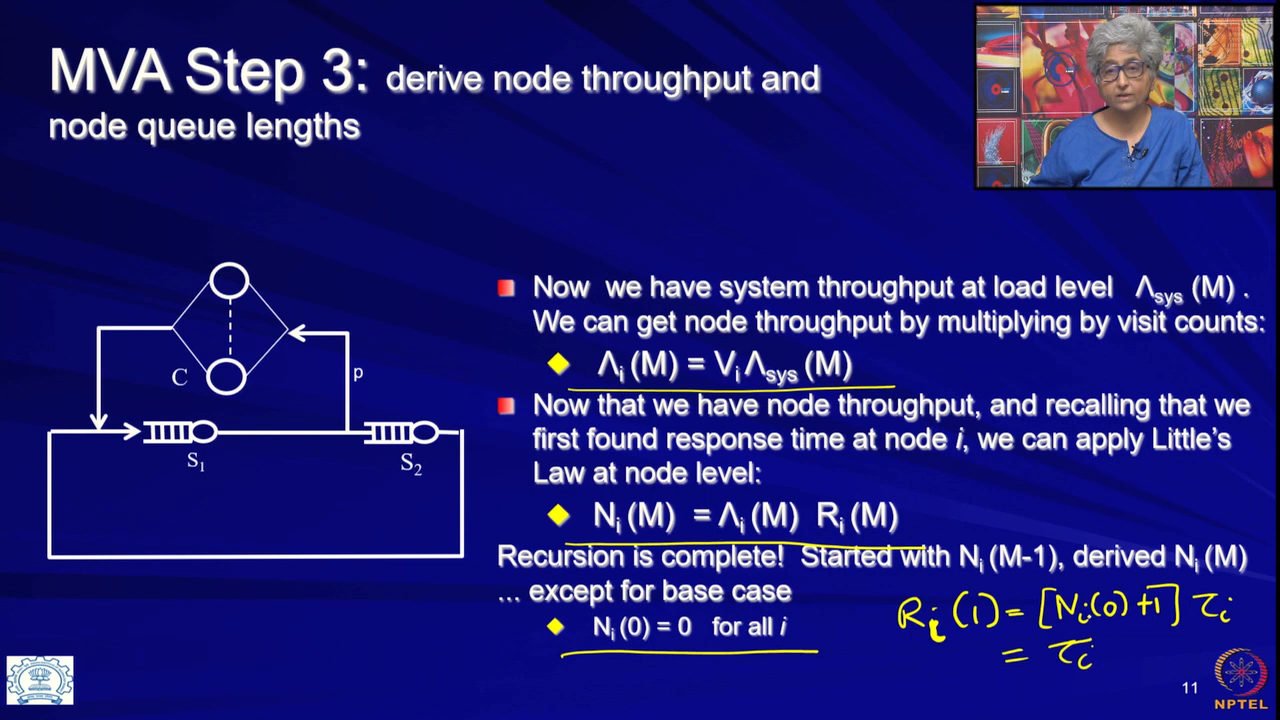 MVA Step 3: derive node throughput and
node queue lengths
C
p
S₁
S₂
Now we have system throughput at load level Λsys (M) .
We can get node throughput by multiplying by visit counts:
Λᵢ (M) = Vᵢ Λsys (M)
Now that we have node throughput, and recalling that we
first found response time at node i, we can apply Little's
Law at node level:
Nᵢ (M) = Λᵢ (M) Rᵢ (M)
Recursion is complete! Started with Nᵢ (M-1), derived Nᵢ (M)
... except for base case
Nᵢ (0) = 0 for all i
Rᵢ (1) = [Nᵢ(0) +1] τᵢ
= τᵢ
11
NPTEL